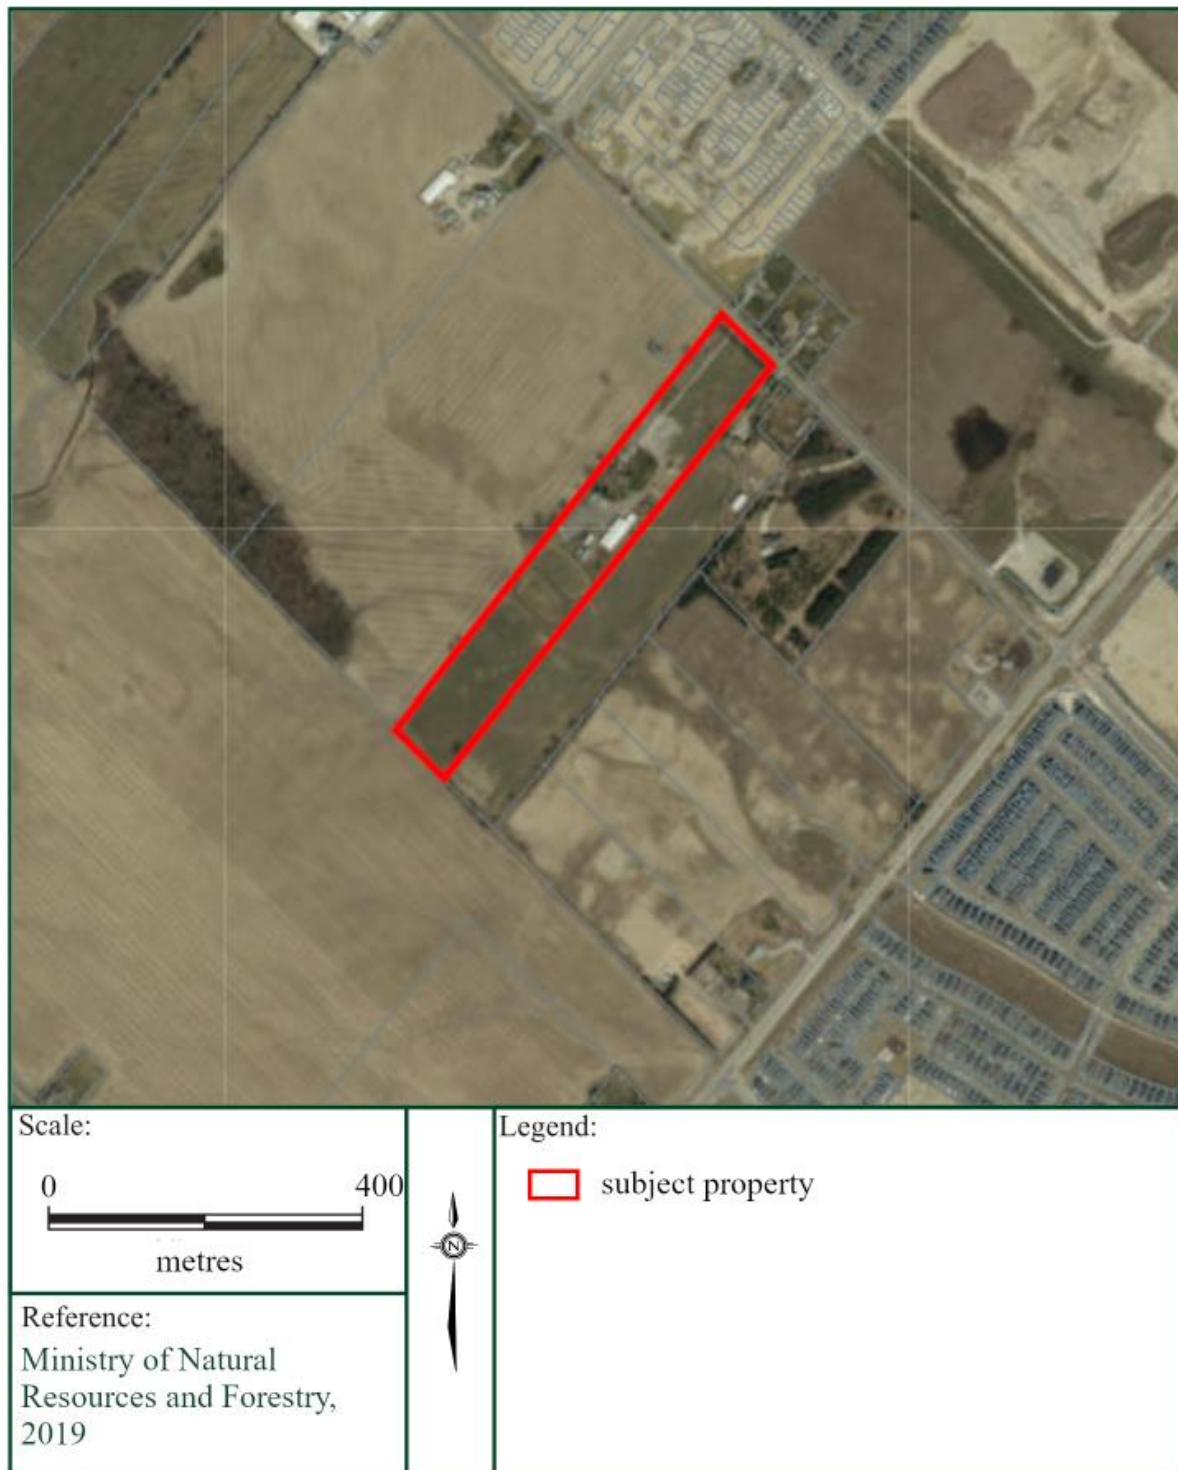 Scale:
0 400
metres
Reference:
Ministry of Natural
Resources and Forestry,
2019
N
Legend:
subject property